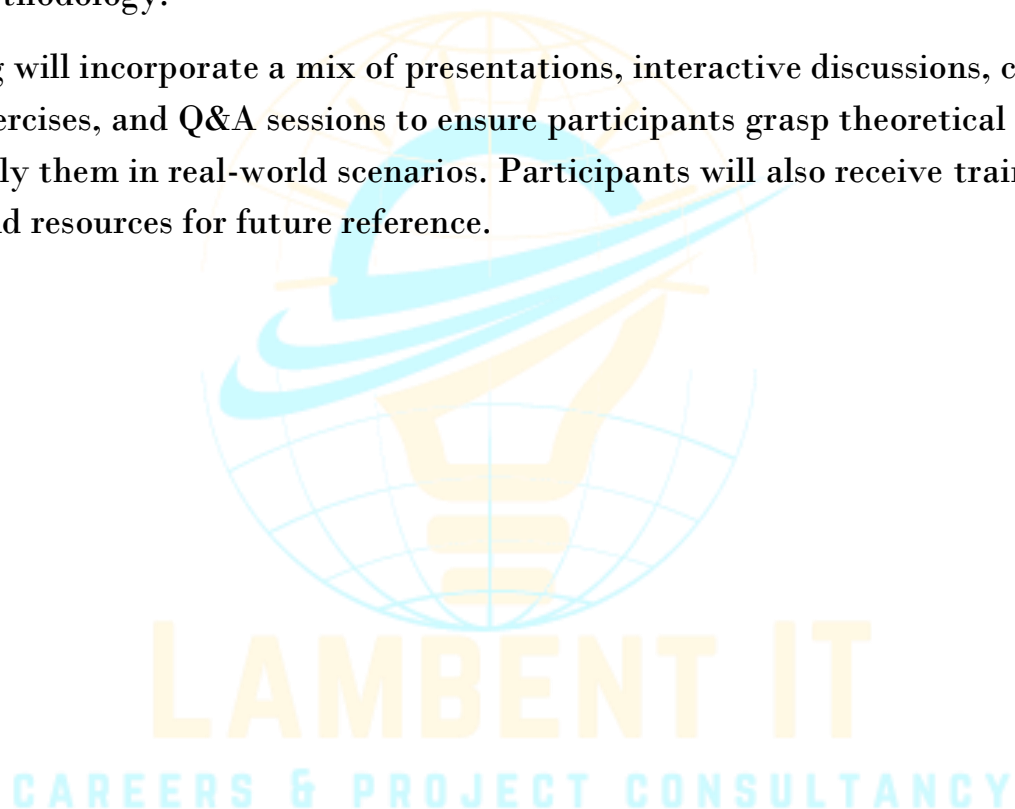 thodology.
g will incorporate a mix of presentations, interactive discussions, c
ercises, and Q&A sessions to ensure participants grasp theoretical
ly them in real-world scenarios. Participants will also receive train
d resources for future reference.
LAMBENT IT
CAREERS & PROJECT CONSULTANCY